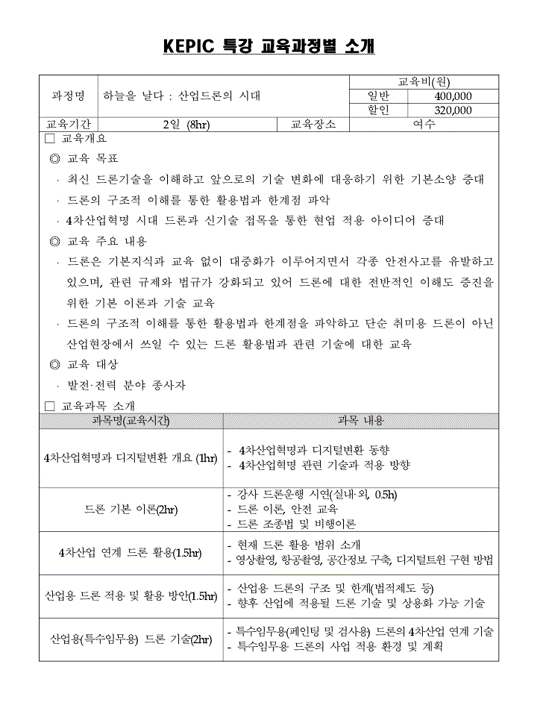 KEPIC 특강 교육과정별 소개
과정명 하늘을 날다 : 산업드론의 시대 교육비(원)
일반 400,000
할인 320,000
교육기간 2일 (8hr) 교육장소 여수
□ 교육개요
◎ 교육 목표
· 최신 드론기술을 이해하고 앞으로의 기술 변화에 대응하기 위한 기본소양 증대
· 드론의 구조적 이해를 통한 활용법과 한계점 파악
· 4차산업혁명 시대 드론과 신기술 접목을 통한 현업 적용 아이디어 증대
◎ 교육 주요 내용
· 드론은 기본지식과 교육 없이 대중화가 이루어지면서 각종 안전사고를 유발하고
있으며, 관련 규제와 법규가 강화되고 있어 드론에 대한 전반적인 이해도 증진을
위한 기본 이론과 기술 교육
· 드론의 구조적 이해를 통한 활용법과 한계점을 파악하고 단순 취미용 드론이 아닌
산업현장에서 쓰일 수 있는 드론 활용법과 관련 기술에 대한 교육
◎ 교육 대상
· 발전·전력 분야 종사자
□ 교육과목 소개
과목명(교육시간) 과목 내용
4차산업혁명과 디지털변환 개요 (1hr)
- 4차산업혁명과 디지털변환 동향
- 4차산업혁명 관련 기술과 적용 방향
드론 기본 이론(2hr)
- 강사 드론운행 시연(실내·외, 0.5h)
- 드론 이론, 안전 교육
- 드론 조종법 및 비행이론
4차산업 연계 드론 활용(1.5hr)
- 현재 드론 활용 범위 소개
- 영상촬영, 항공촬영, 공간정보 구축, 디지털트윈 구현 방법
산업용 드론 적용 및 활용 방안(1.5hr)
- 산업용 드론의 구조 및 한계(법적제도 등)
- 향후 산업에 적용될 드론 기술 및 상용화 가능 기술
산업용(특수임무용) 드론 기술(2hr)
- 특수임무용(페인팅 및 검사용) 드론의 4차산업 연계 기술
- 특수임무용 드론의 사업 적용 환경 및 계획